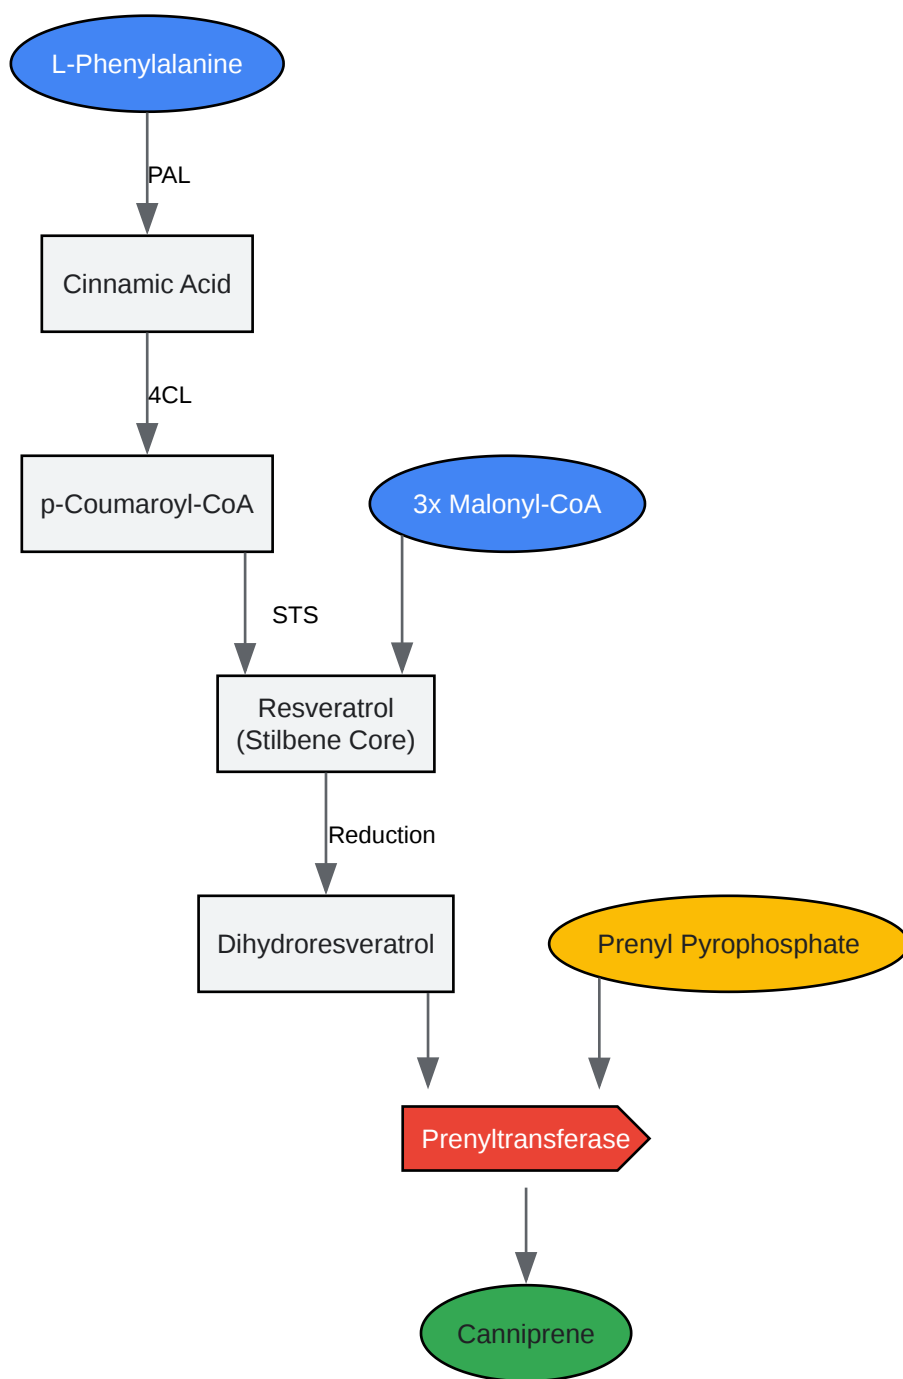 L-Phenylalanine
PAL
Cinnamic Acid
4CL
p-Coumaroyl-CoA
3x Malonyl-CoA
STS
Resveratrol
(Stilbene Core)
Reduction
Dihydroresveratrol
Prenyl Pyrophosphate
Prenyltransferase
Canniprene